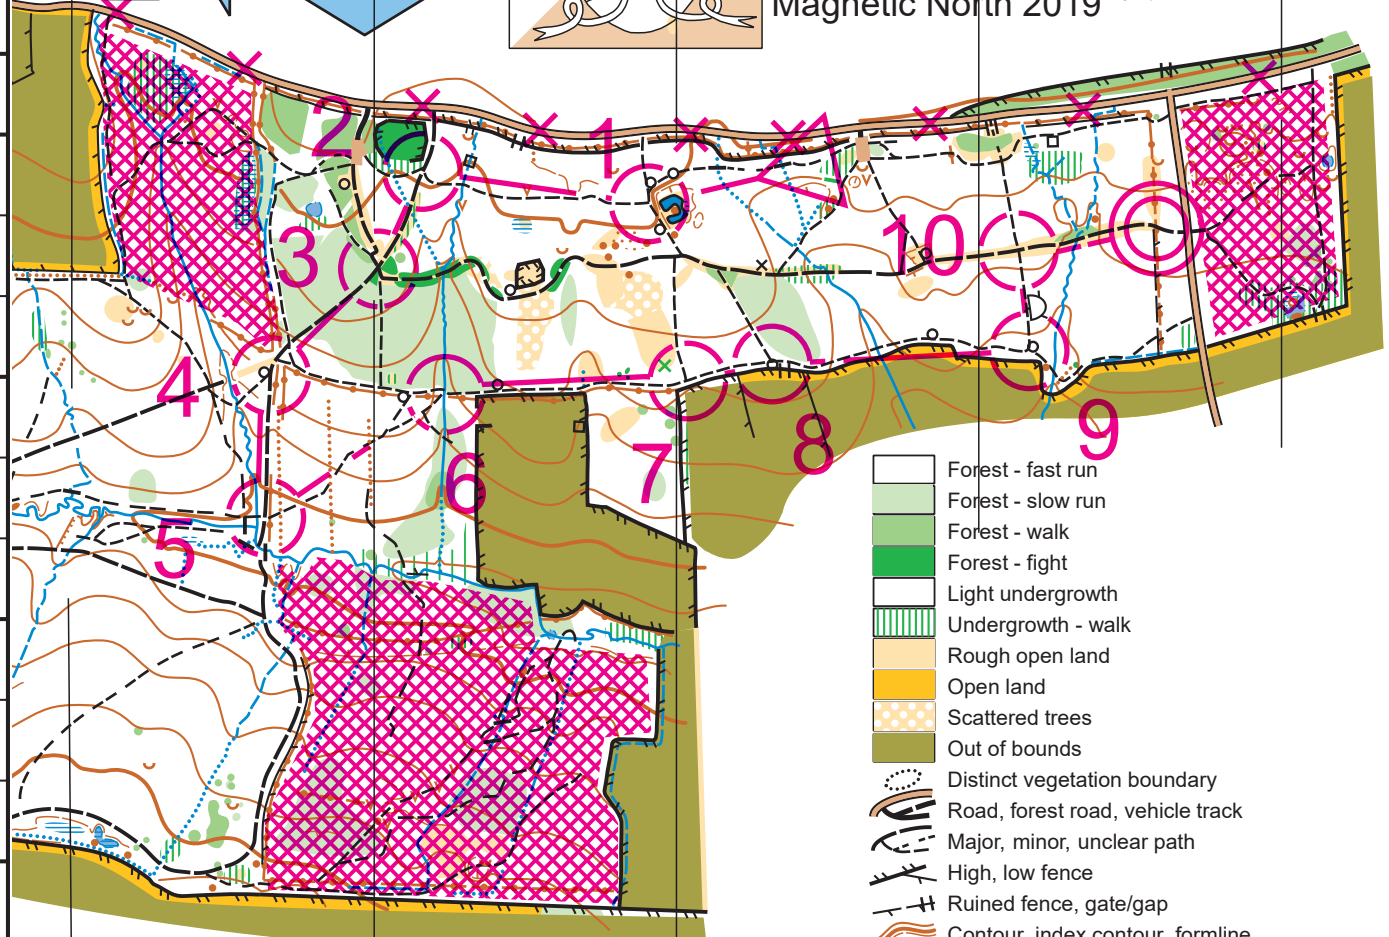 Magnetic North 2019
2
1
3
10
4
6
7
8
9
5
Forest - fast run
Forest - slow run
Forest - walk
Forest - fight
Light undergrowth
Undergrowth - walk
Rough open land
Open land
Scattered trees
Out of bounds
Distinct vegetation boundary
Road, forest road, vehicle track
Major, minor, unclear path
High, low fence
Ruined fence, gate/gap
Contour, index contour, formline